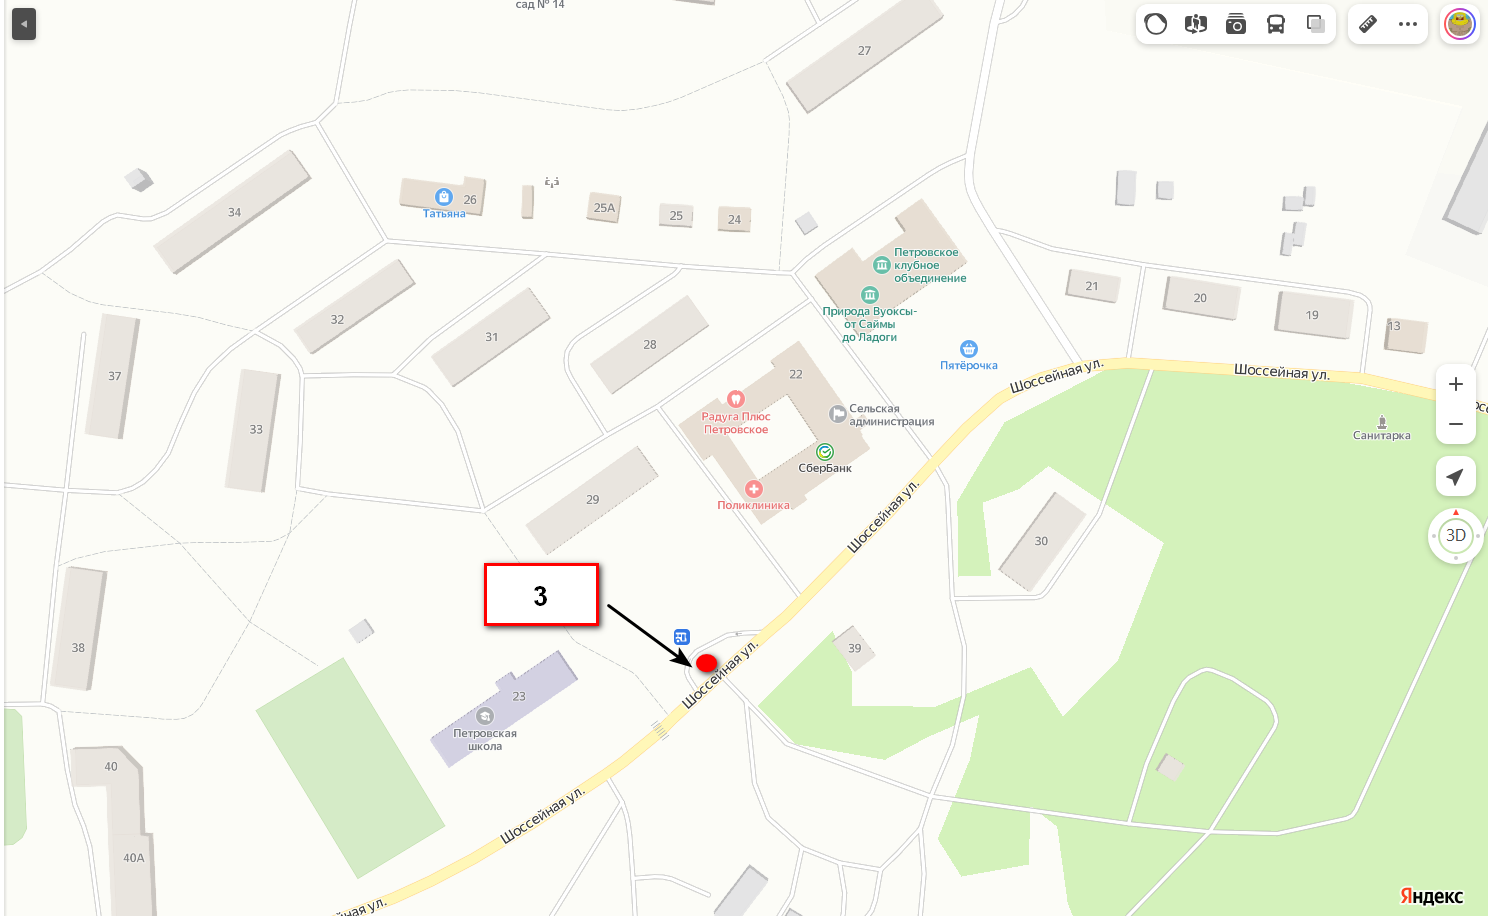 сад № 14
27
34
26
Татьяна
25А
25
24
Петровское
клубное
объединение
Природа Вуоксы-
от Саймы
до Ладоги
21
20
19
13
32
31
28
Пятёрочка
Шоссейная ул.
Шоссейная ул.
37
22
Радуга Плюс
Петровское
Сельская
администрация
33
СберБанк
Санитарка
29
Поликлиника
Шоссейная ул.
30
3D
3
38
39
Шоссейная ул.
23
Петровская
школа
40
Шоссейная ул.
40А
ная ул.
Яндекс